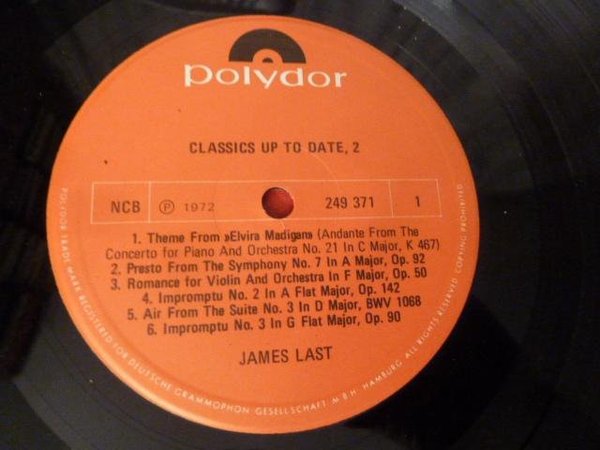 polydor
CLASSICS UP TO DATE, 2
NCB
Ⓟ 1972
249 371
1
1. Theme From »Elvira Madigan« (Andante From The
Concerto for Piano And Orchestra No. 21 In C Major, K 467)
2. Presto From The Symphony No. 7 In A Major, Op. 92
3. Romance for Violin And Orchestra In F Major, Op. 50
4. Impromptu No. 2 In A Flat Major, Op. 142
5. Air From The Suite No. 3 In D Major, BWV 1068
6. Impromptu No. 3 In G Flat Major, Op. 90
JAMES LAST
POLYDOR TRADE MARK REGISTERED FOR DEUTSCHE GRAMMOPHON GESELLSCHAFT M·B·H · HAMBURG ALL RIGHTS RESERVED COPYING PROHIBITED